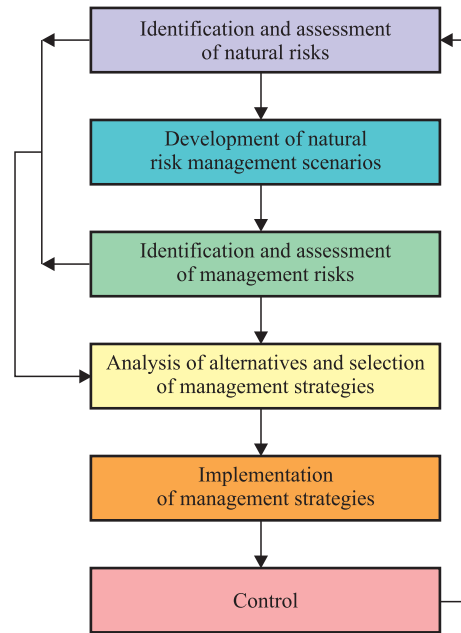 Identification and assessment
of natural risks
Development of natural
risk management scenarios
Identification and assessment
of management risks
Analysis of alternatives and selection
of management strategies
Implementation
of management strategies
Control